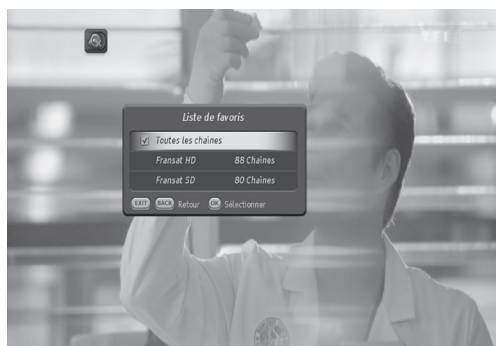 TF1
Liste de favoris
Toutes les chaînes
Fransat HD 88 Chaînes
Fransat SD 80 Chaînes
EXIT BACK Retour OK Sélectionner